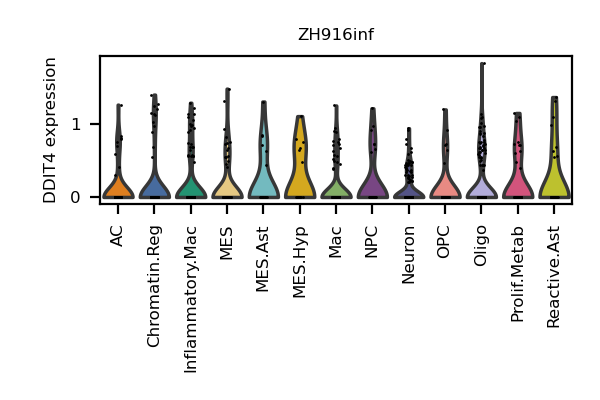 ZH916inf
DDIT4 expression
1
0
AC
Chromatin.Reg
Inflammatory.Mac
MES
MES.Ast
MES.Hyp
Mac
NPC
Neuron
OPC
Oligo
Prolif.Metab
Reactive.Ast